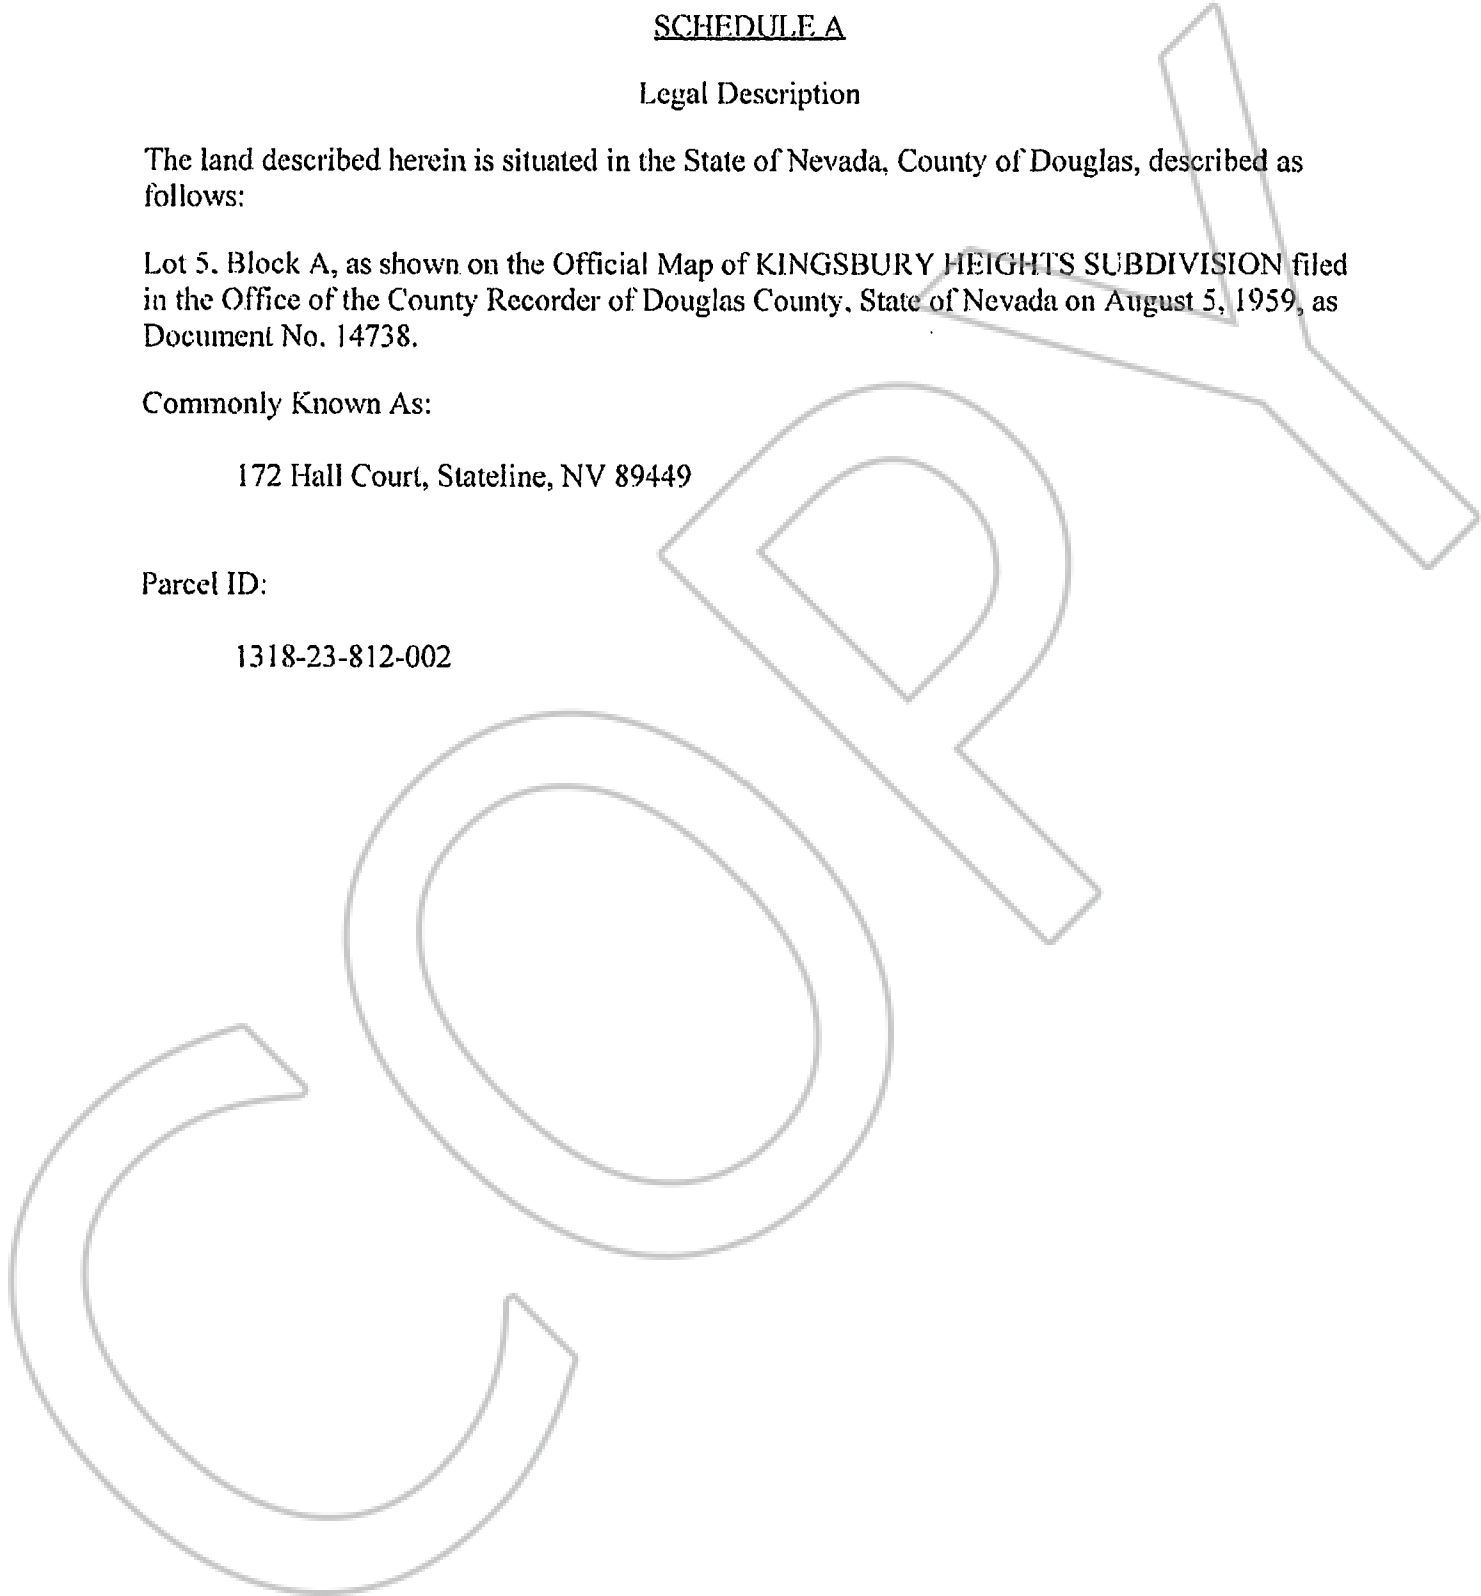 SCHEDULE A
Legal Description
The land described herein is situated in the State of Nevada, County of Douglas, described as
follows:
Lot 5, Block A, as shown on the Official Map of KINGSBURY HEIGHTS SUBDIVISION filed
in the Office of the County Recorder of Douglas County, State of Nevada on August 5, 1959, as
Document No. 14738.
Commonly Known As:
172 Hall Court, Stateline, NV 89449
Parcel ID:
1318-23-812-002
COPY